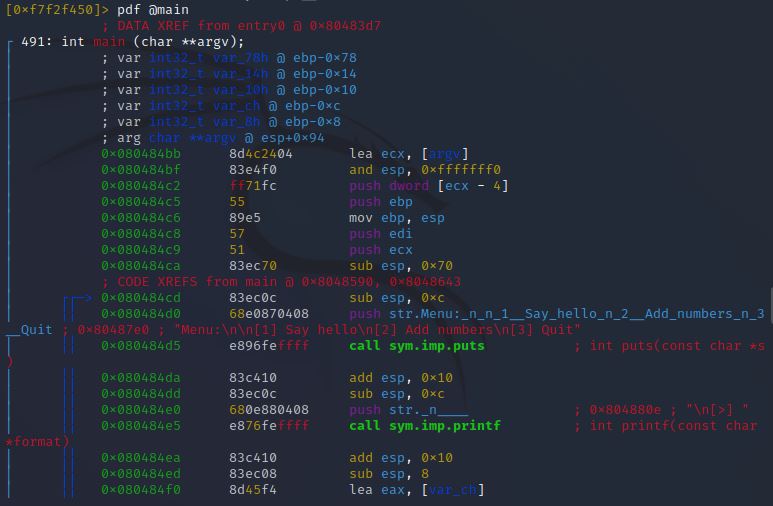 [0×f7f2f450]> pdf @main
; DATA XREF from entry0 @ 0×80483d7
491: int main (char **argv);
; var int32_t var_78h @ ebp-0×78
; var int32_t var_14h @ ebp-0×14
; var int32_t var_10h @ ebp-0×10
; var int32_t var_ch @ ebp-0×c
; var int32_t var_8h @ ebp-0×8
; arg char **argv @ esp+0×94
0×080484bb 8d4c2404 lea ecx, [argv]
0×080484bf 83e4f0 and esp, 0×fffffff0
0×080484c2 ff71fc push dword [ecx - 4]
0×080484c5 55 push ebp
0×080484c6 89e5 mov ebp, esp
0×080484c8 57 push edi
0×080484c9 51 push ecx
0×080484ca 83ec70 sub esp, 0×70
; CODE XREFS from main @ 0×8048590, 0×8048643
0×080484cd 83ec0c sub esp, 0×c
0×080484d0 68e0870408 push str.Menu:_n_n_1__Say_hello_n_2__Add_numbers_n_3
__Quit ; 0×80487e0 ; "Menu:\n\n[1] Say hello\n[2] Add numbers\n[3] Quit"
0×080484d5 e896feffff call sym.imp.puts ; int puts(const char *s
)
0×080484da 83c410 add esp, 0×10
0×080484dd 83ec0c sub esp, 0×c
0×080484e0 680e880408 push str._n____ ; 0×804880e ; "\n[>] "
0×080484e5 e876feffff call sym.imp.printf ; int printf(const char
*format)
0×080484ea 83c410 add esp, 0×10
0×080484ed 83ec08 sub esp, 8
0×080484f0 8d45f4 lea eax, [var_ch]